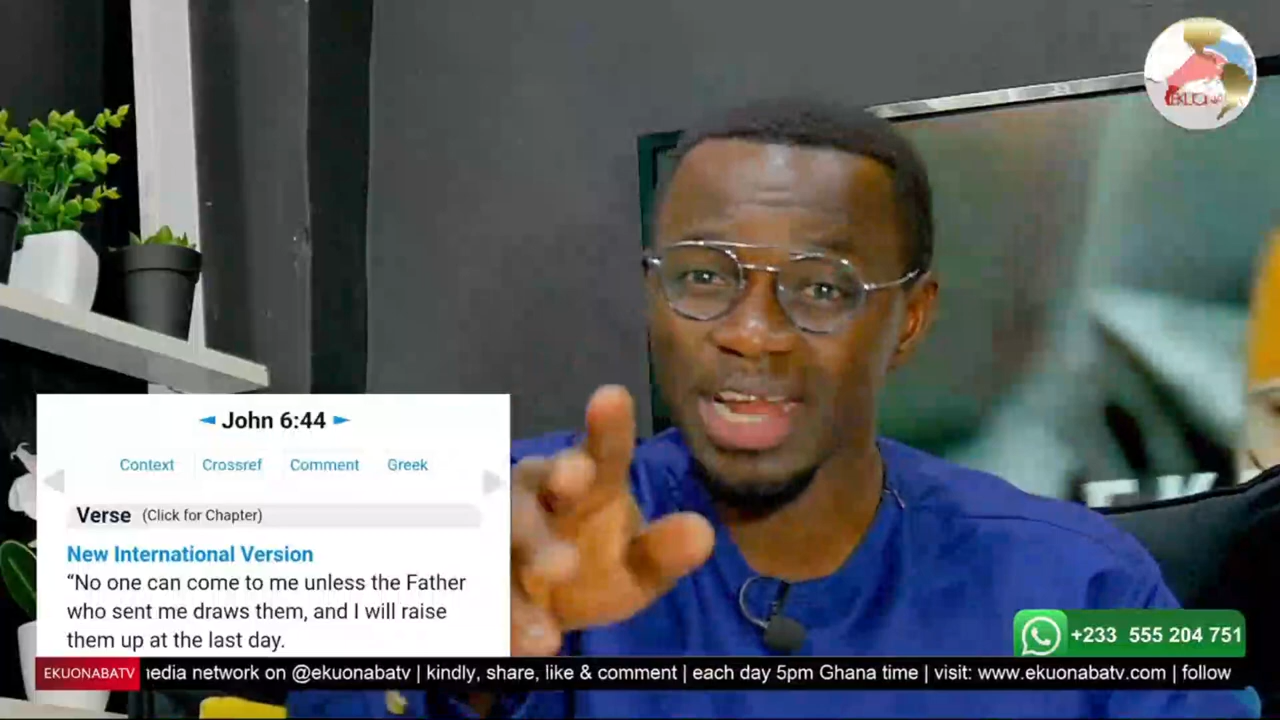 EKUONA
◄ John 6:44 ►
Context Crossref Comment Greek
Verse (Click for Chapter)
New International Version
“No one can come to me unless the Father
who sent me draws them, and I will raise
them up at the last day.
+233 555 204 751
EKUONABATV
edia network on @ekuonabatv | kindly, share, like & comment | each day 5pm Ghana time | visit: www.ekuonabatv.com | follow